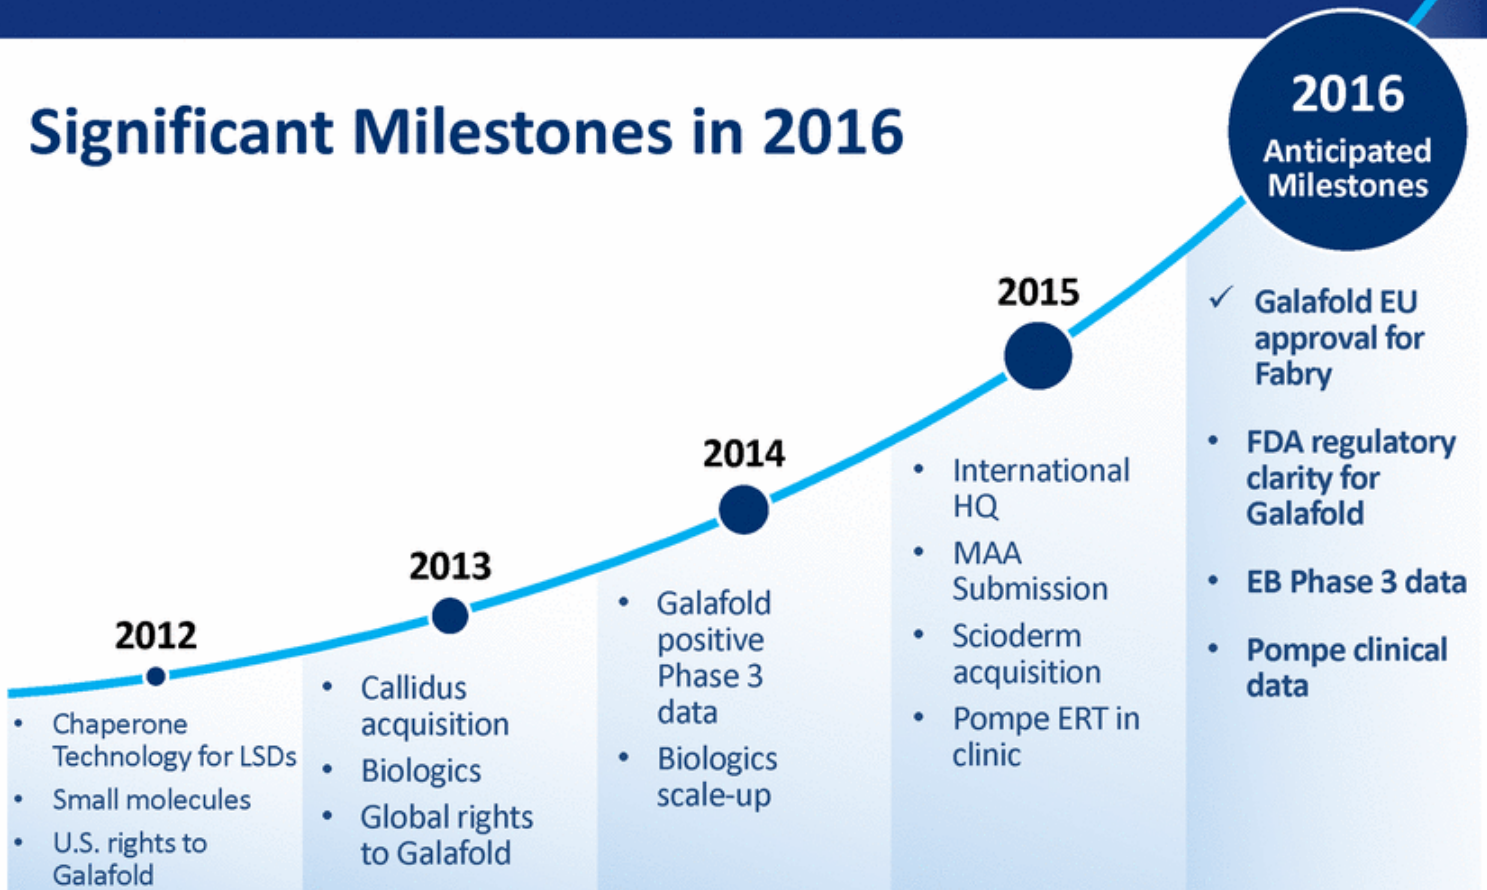 Significant Milestones in 2016
2012
• Chaperone
Technology for LSDs
• Small molecules
• U.S. rights to
Galafold
2013
• Callidus
acquisition
• Biologics
• Global rights
to Galafold
2014
• Galafold
positive
Phase 3
data
• Biologics
scale-up
2015
• International
HQ
• MAA
Submission
• Scioderm
acquisition
• Pompe ERT in
clinic
2016
Anticipated
Milestones
✓ Galafold EU
approval for
Fabry
• FDA regulatory
clarity for
Galafold
• EB Phase 3 data
• Pompe clinical
data